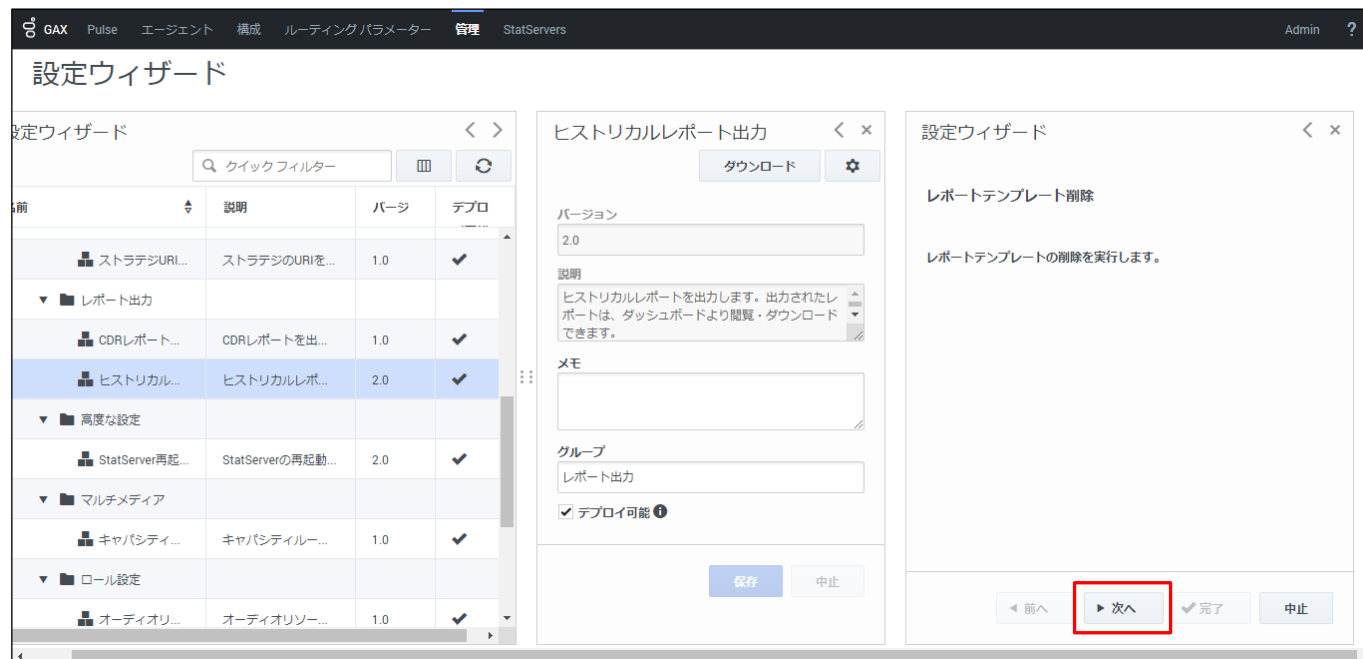 GAX Pulse エージェント 構成 ルーティング パラメーター 管理 StatServers Admin ?
設定ウィザード
設定ウィザード
クイック フィルター
名前 説明 バージ デプロ
ストラテジURI... ストラテジのURIを... 1.0
レポート出力
CDRレポート... CDRレポートを出... 1.0
ヒストリカル... ヒストリカルレポ... 2.0
高度な設定
StatServer再起... StatServerの再起動... 2.0
マルチメディア
キャパシティ... キャパシティルー... 1.0
ロール設定
オーディオリ... オーディオリソー... 1.0
ヒストリカルレポート出力
ダウンロード
バージョン
2.0
説明
ヒストリカルレポートを出力します。出力されたレ
ポートは、ダッシュボードより閲覧・ダウンロード
できます。
メモ
グループ
レポート出力
デプロイ可能
保存 中止
設定ウィザード
レポートテンプレート削除
レポートテンプレートの削除を実行します。
前へ 次へ 完了 中止